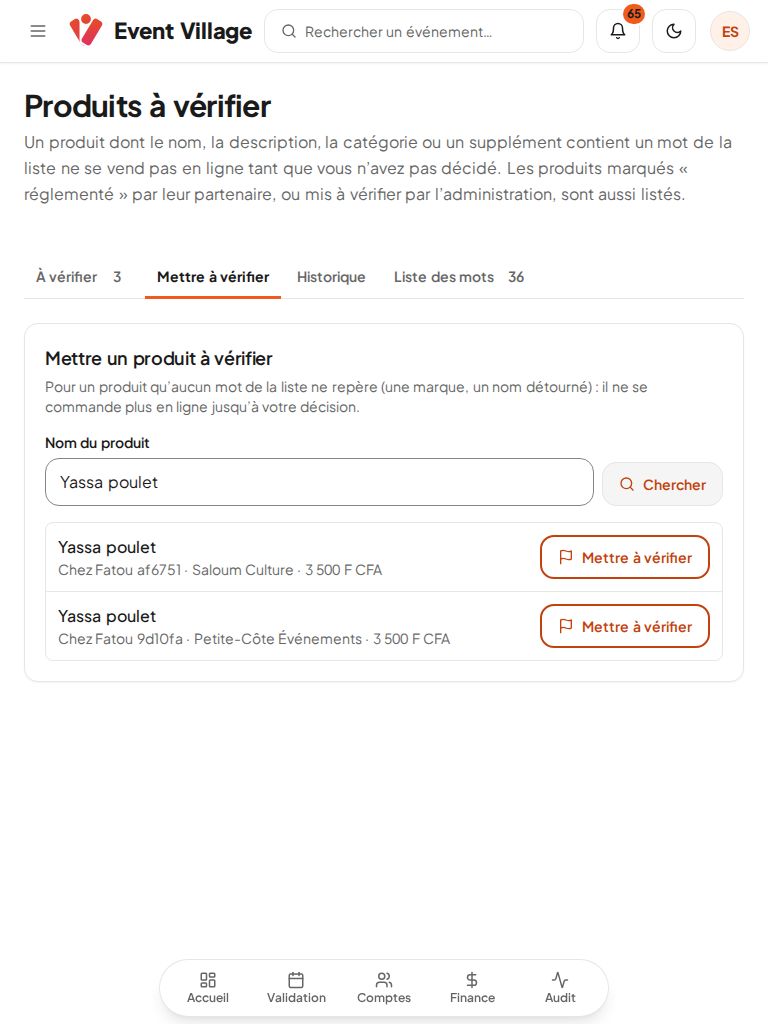 Event Village
Rechercher un événement…
65
ES
Produits à vérifier
Un produit dont le nom, la description, la catégorie ou un supplément contient un mot de la
liste ne se vend pas en ligne tant que vous n’avez pas décidé. Les produits marqués «
réglementé » par leur partenaire, ou mis à vérifier par l’administration, sont aussi listés.
À vérifier 3
Mettre à vérifier
Historique
Liste des mots 36
Mettre un produit à vérifier
Pour un produit qu’aucun mot de la liste ne repère (une marque, un nom détourné) : il ne se
commande plus en ligne jusqu’à votre décision.
Nom du produit
Yassa poulet
Chercher
Yassa poulet
Chez Fatou af6751 · Saloum Culture · 3 500 F CFA
Mettre à vérifier
Yassa poulet
Chez Fatou 9d10fa · Petite-Côte Événements · 3 500 F CFA
Mettre à vérifier
Accueil
Validation
Comptes
Finance
Audit